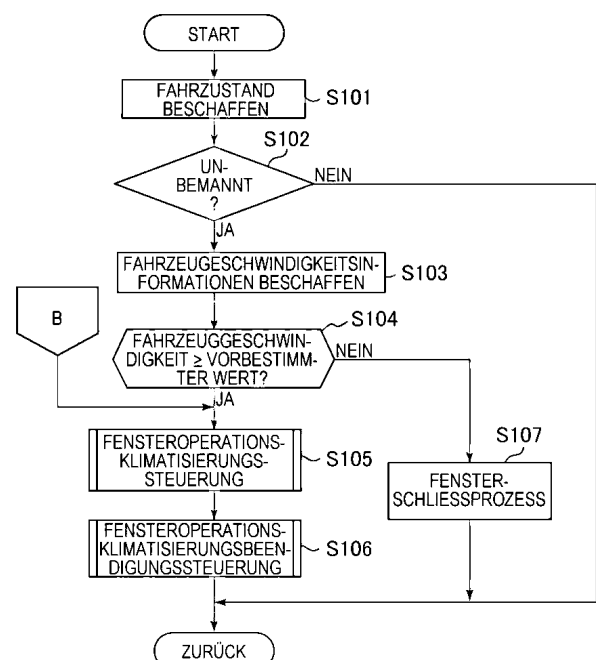 START
FAHRZUSTAND
BESCHAFFEN
S101
S102
UN-
BEMANNT
?
NEIN
JA
FAHRZEUGESCHWINDIGKEITSIN-
FORMATIONEN BESCHAFFEN
S103
B
S104
FAHRZEUGGESCHWIN-
DIGKEIT ≥ VORBESTIMM-
TER WERT?
NEIN
JA
FENSTEROPERATIONS-
KLIMATISIERUNGS-
STEUERUNG
S105
S107
FENSTER-
SCHLIESSPROZESS
FENSTEROPERATIONS-
KLIMATISIERUNGSBEEN-
DIGUNGSSTEUERUNG
S106
ZURÜCK